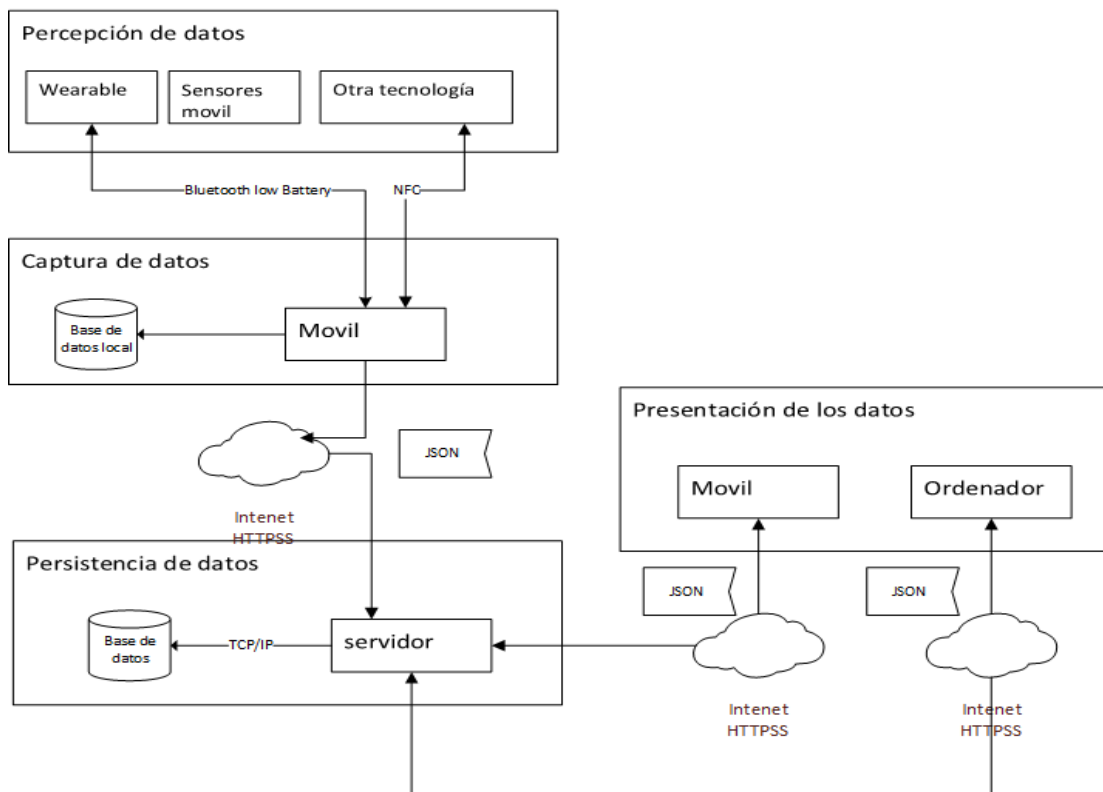 Percepción de datos
Wearable
Sensores
movil
Otra tecnología
Bluetooth low Battery
NFC
Captura de datos
Base de
datos local
Movil
JSON
Intenet
HTTPSS
Presentación de los datos
Movil
Ordenador
JSON
JSON
Intenet
HTTPSS
Intenet
HTTPSS
Persistencia de datos
Base de
datos
TCP/IP
servidor